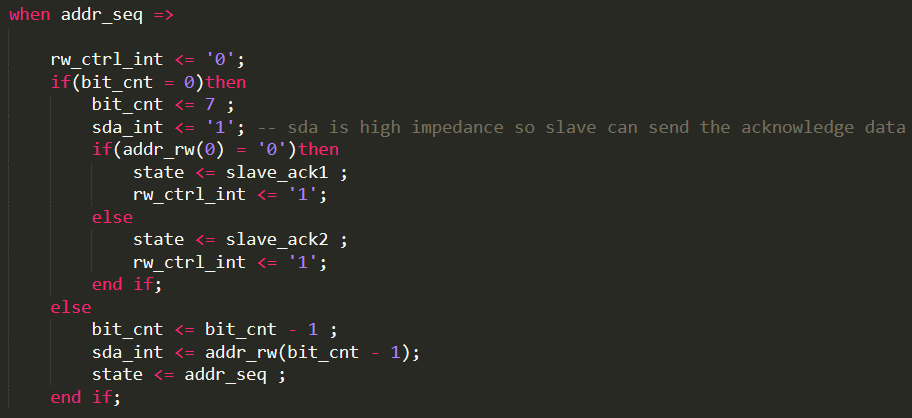 when addr_seq =>
rw_ctrl_int <= '0';
if(bit_cnt = 0)then
bit_cnt <= 7 ;
sda_int <= '1'; -- sda is high impedance so slave can send the acknowledge data
if(addr_rw(0) = '0')then
state <= slave_ack1 ;
rw_ctrl_int <= '1';
else
state <= slave_ack2 ;
rw_ctrl_int <= '1';
end if;
else
bit_cnt <= bit_cnt - 1 ;
sda_int <= addr_rw(bit_cnt - 1);
state <= addr_seq ;
end if;